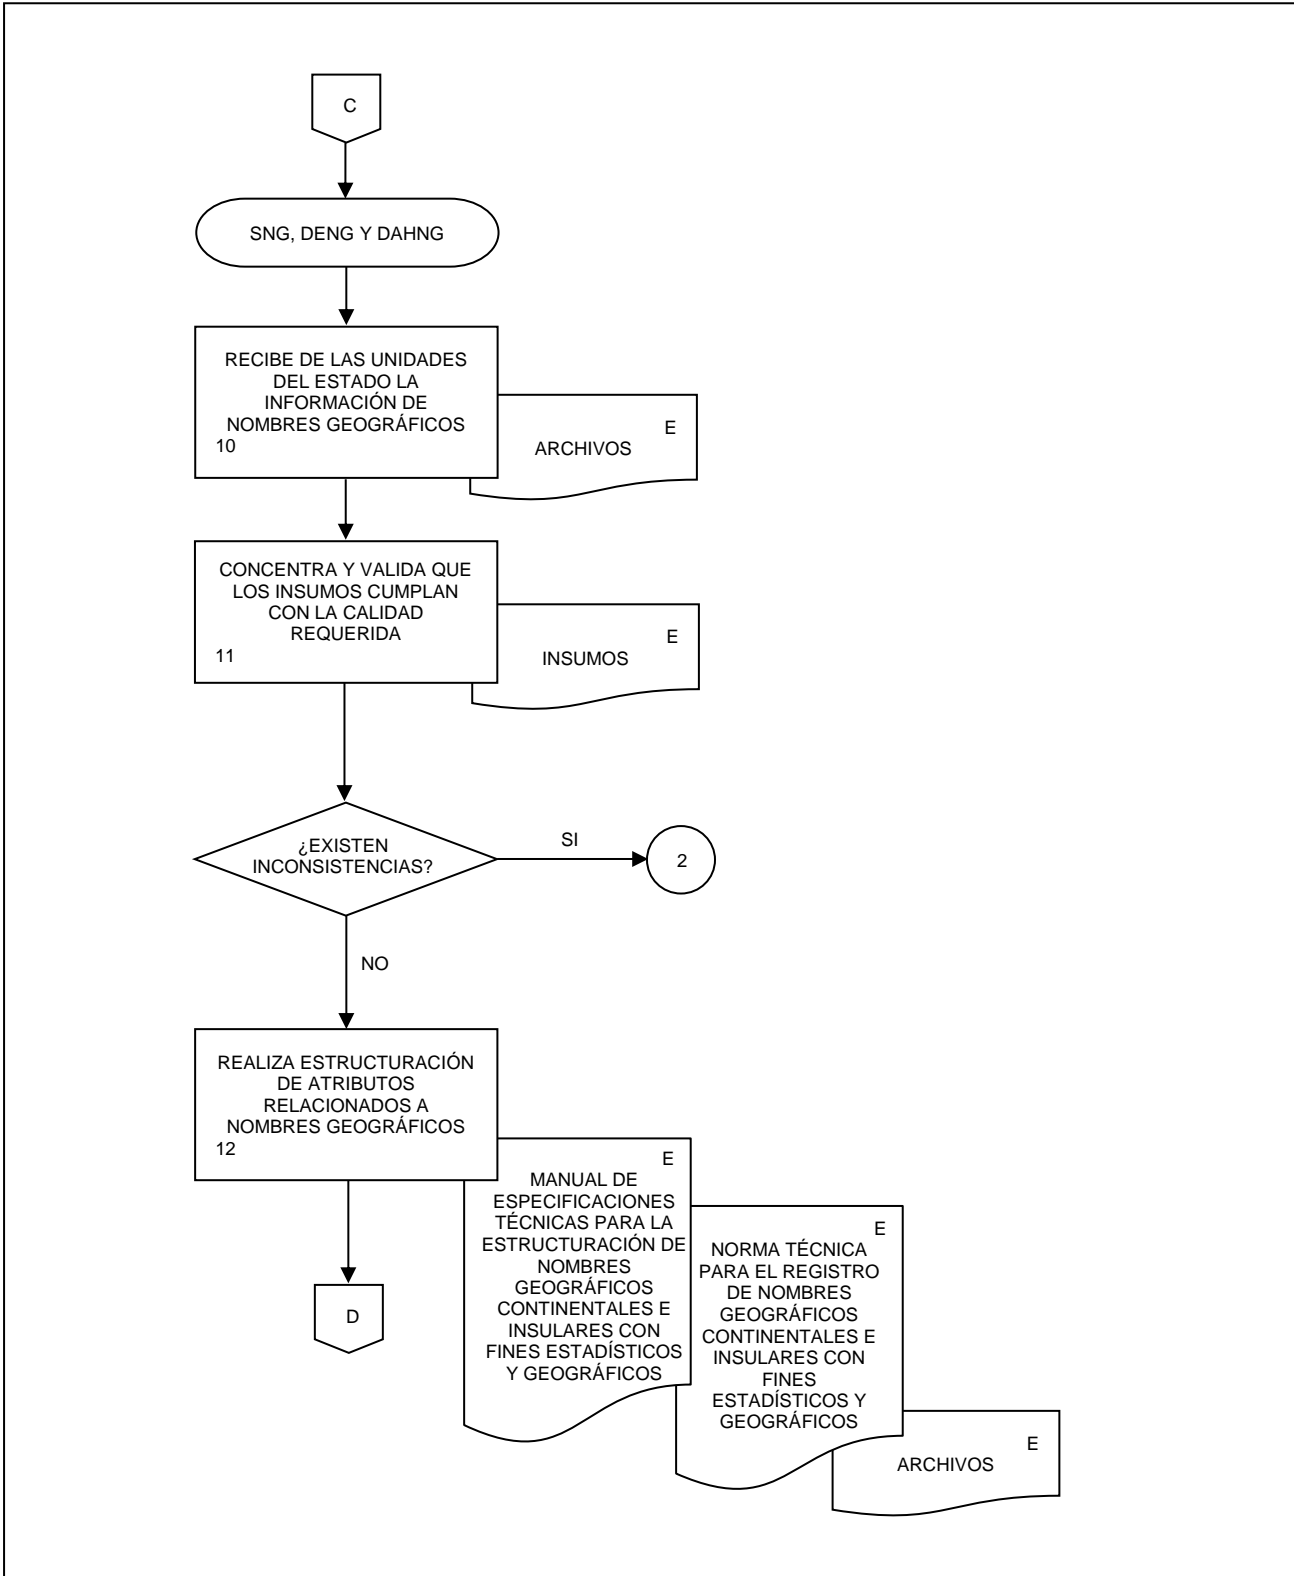 C
SNG, DENG Y DAHNG
RECIBE DE LAS UNIDADES
DEL ESTADO LA
INFORMACIÓN DE
NOMBRES GEOGRÁFICOS
10
E
ARCHIVOS
CONCENTRA Y VALIDA QUE
LOS INSUMOS CUMPLAN
CON LA CALIDAD
REQUERIDA
11
E
INSUMOS
¿EXISTEN
INCONSISTENCIAS?
SI
2
NO
REALIZA ESTRUCTURACIÓN
DE ATRIBUTOS
RELACIONADOS A
NOMBRES GEOGRÁFICOS
12
E
MANUAL DE
ESPECIFICACIONES
TÉCNICAS PARA LA
ESTRUCTURACIÓN DE
NOMBRES
GEOGRÁFICOS
CONTINENTALES E
INSULARES CON
FINES ESTADÍSTICOS
Y GEOGRÁFICOS
E
NORMA TÉCNICA
PARA EL REGISTRO
DE NOMBRES
GEOGRÁFICOS
CONTINENTALES E
INSULARES CON
FINES
ESTADÍSTICOS Y
GEOGRÁFICOS
E
ARCHIVOS
D